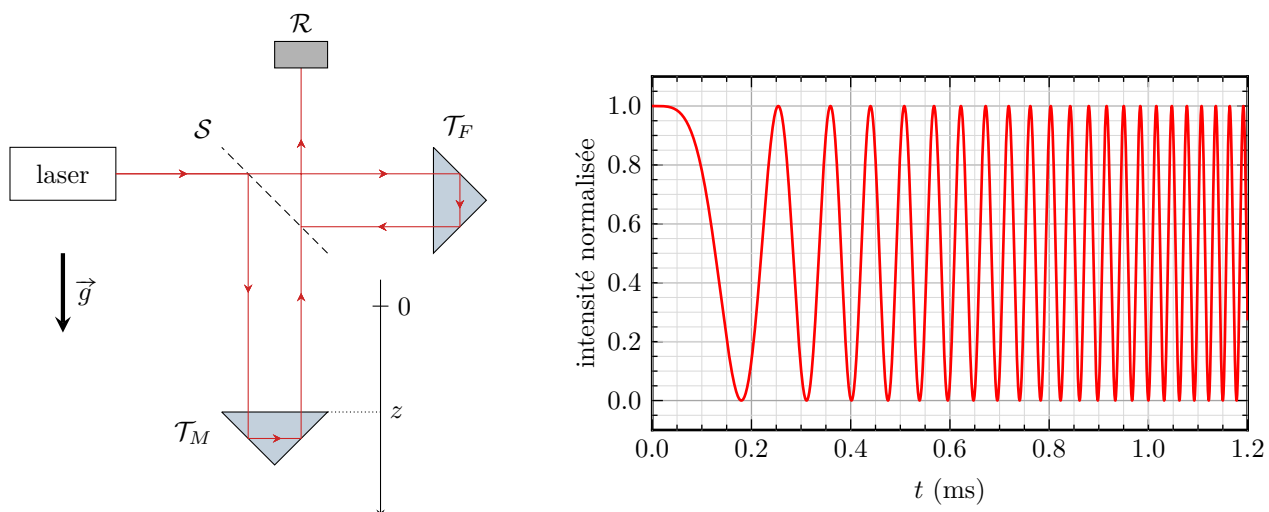 ℛ
𝒮
𝒯_F
laser
g⃗
0
z
𝒯_M
intensité normalisée
1.0
0.8
0.6
0.4
0.2
0.0
0.0 0.2 0.4 0.6 0.8 1.0 1.2
t (ms)